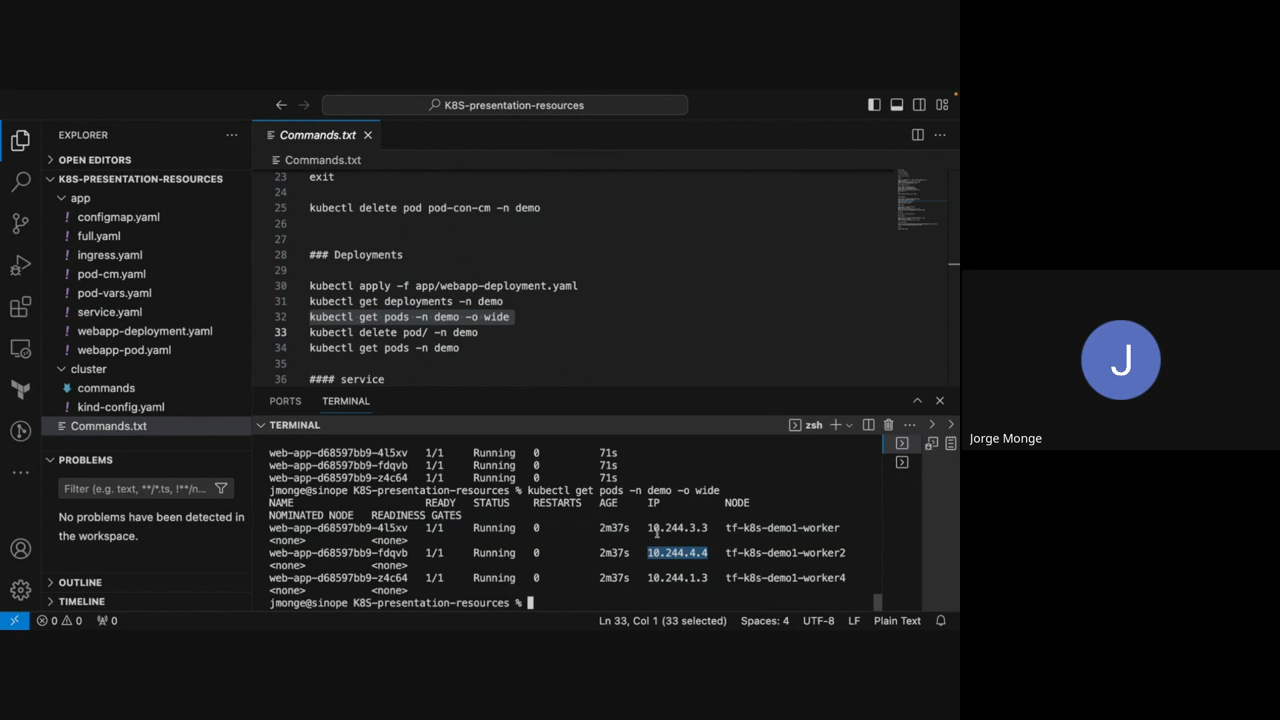 K8S-presentation-resources
EXPLORER
OPEN EDITORS
K8S-PRESENTATION-RESOURCES
app
! configmap.yaml
! full.yaml
! ingress.yaml
! pod-cm.yaml
! pod-vars.yaml
! service.yaml
! webapp-deployment.yaml
! webapp-pod.yaml
cluster
commands
! kind-config.yaml
Commands.txt
PROBLEMS
Filter (e.g. text, **/*.ts, !**/n...
No problems have been detected in
the workspace.
OUTLINE
TIMELINE
Commands.txt
Commands.txt
23 exit
24
25 kubectl delete pod pod-con-cm -n demo
26
27
28 ### Deployments
29
30 kubectl apply -f app/webapp-deployment.yaml
31 kubectl get deployments -n demo
32 kubectl get pods -n demo -o wide
33 kubectl delete pod/ -n demo
34 kubectl get pods -n demo
35
36 #### service
PORTS TERMINAL
TERMINAL zsh
web-app-d68597bb9-4l5xv 1/1 Running 0 71s
web-app-d68597bb9-fdqvb 1/1 Running 0 71s
web-app-d68597bb9-z4c64 1/1 Running 0 71s
jmonge@sinope K8S-presentation-resources % kubectl get pods -n demo -o wide
NAME READY STATUS RESTARTS AGE IP NODE
NOMINATED NODE READINESS GATES
web-app-d68597bb9-4l5xv 1/1 Running 0 2m37s 10.244.3.3 tf-k8s-demo1-worker
<none> <none>
web-app-d68597bb9-fdqvb 1/1 Running 0 2m37s 10.244.4.4 tf-k8s-demo1-worker2
<none> <none>
web-app-d68597bb9-z4c64 1/1 Running 0 2m37s 10.244.1.3 tf-k8s-demo1-worker4
<none> <none>
jmonge@sinope K8S-presentation-resources %
0 0 0 Ln 33, Col 1 (33 selected) Spaces: 4 UTF-8 LF Plain Text
J
Jorge Monge